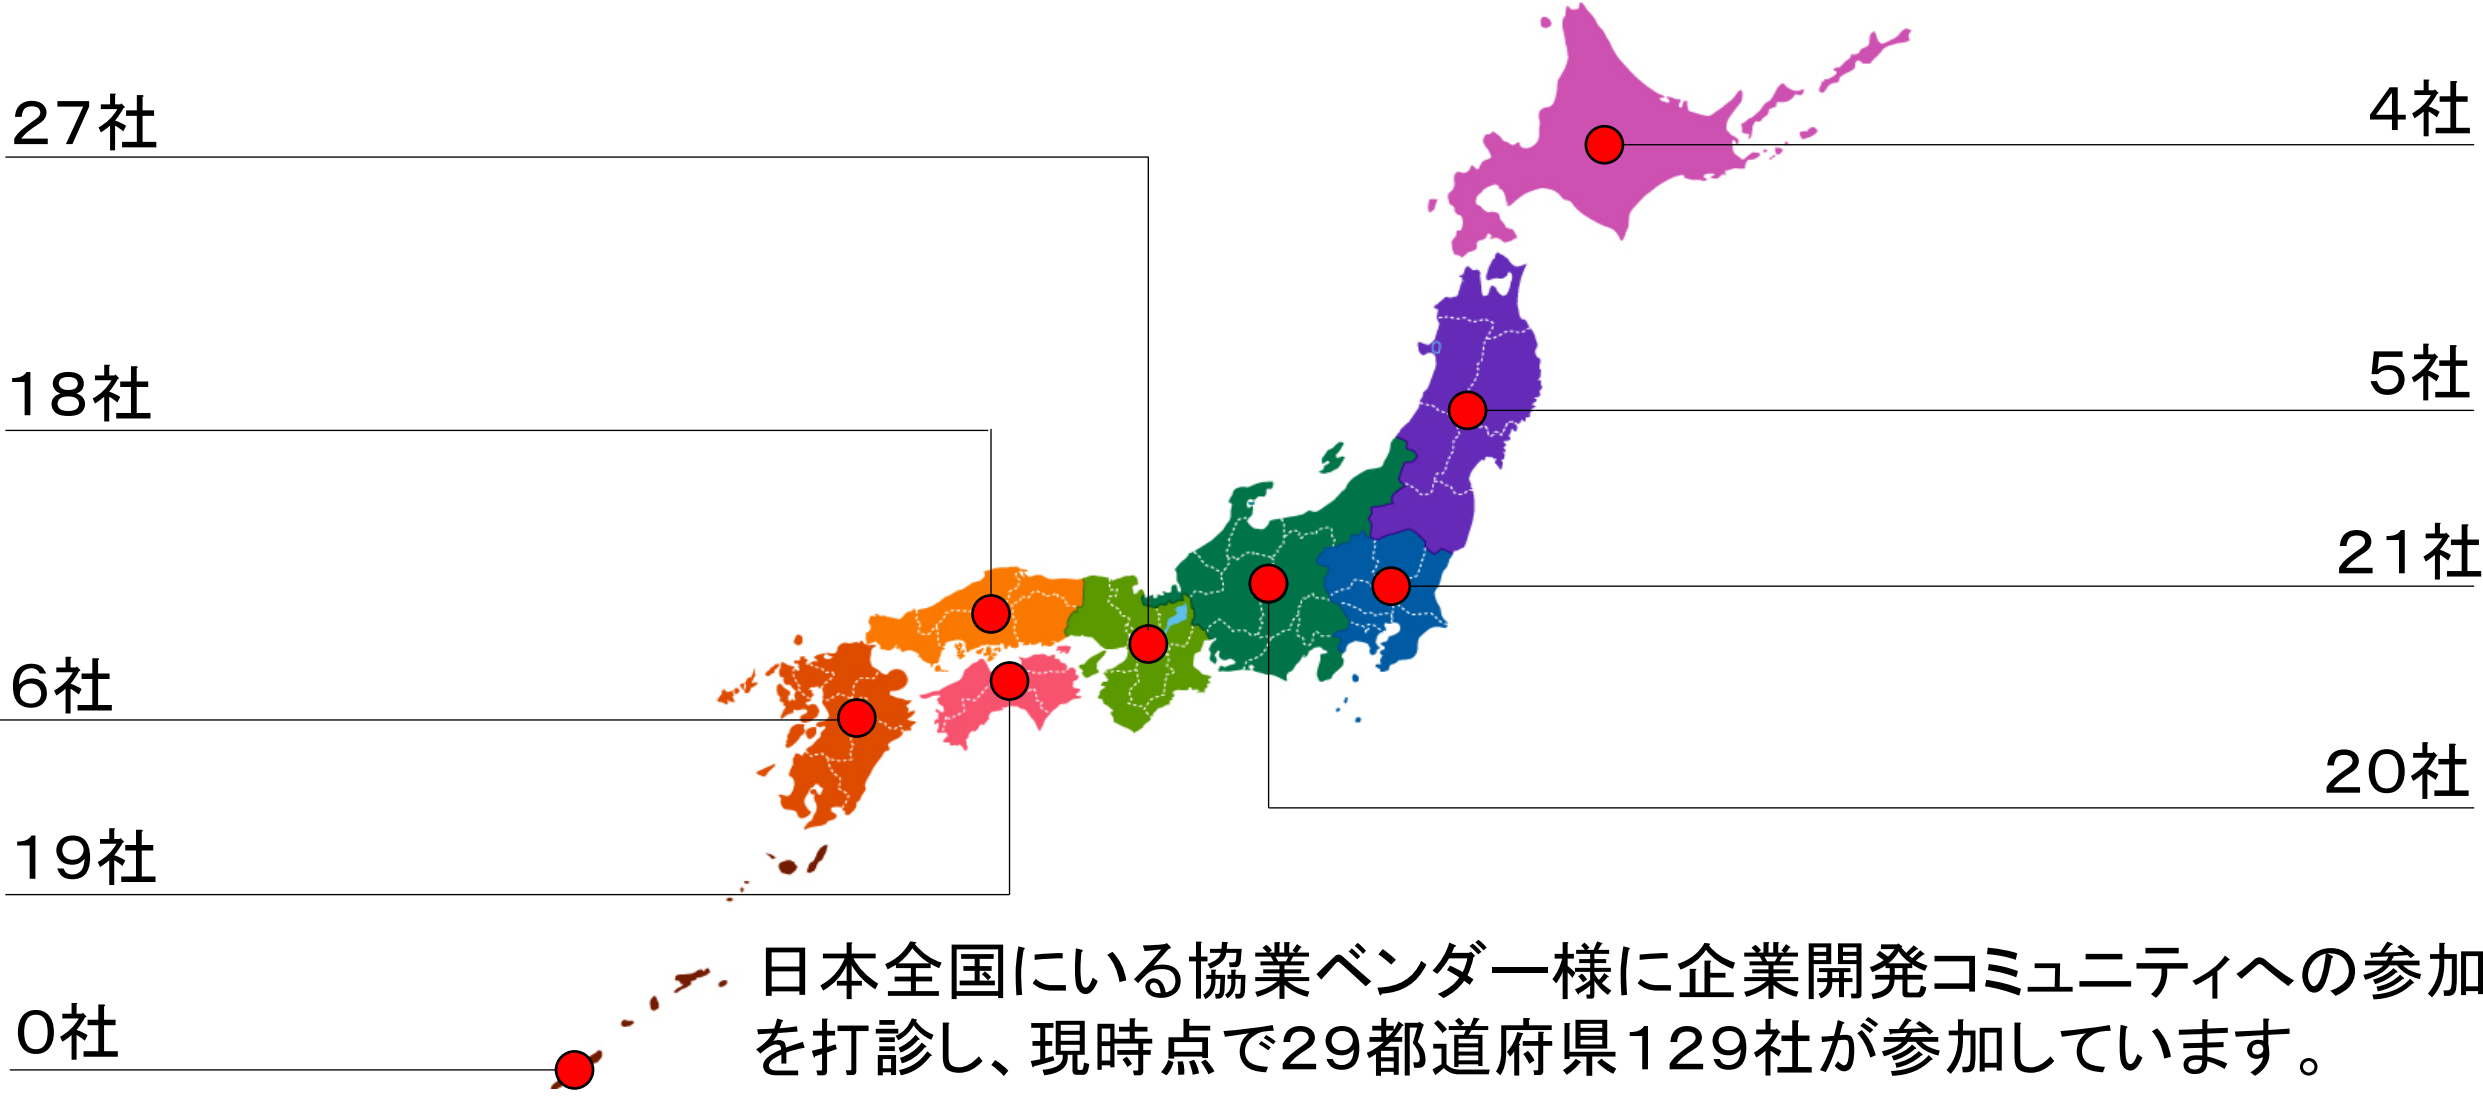 27社
4社
18社
5社
21社
6社
20社
19社
0社
日本全国にいる協業ベンダー様に企業開発コミュニティへの参加
を打診し、現時点で29都道府県129社が参加しています。